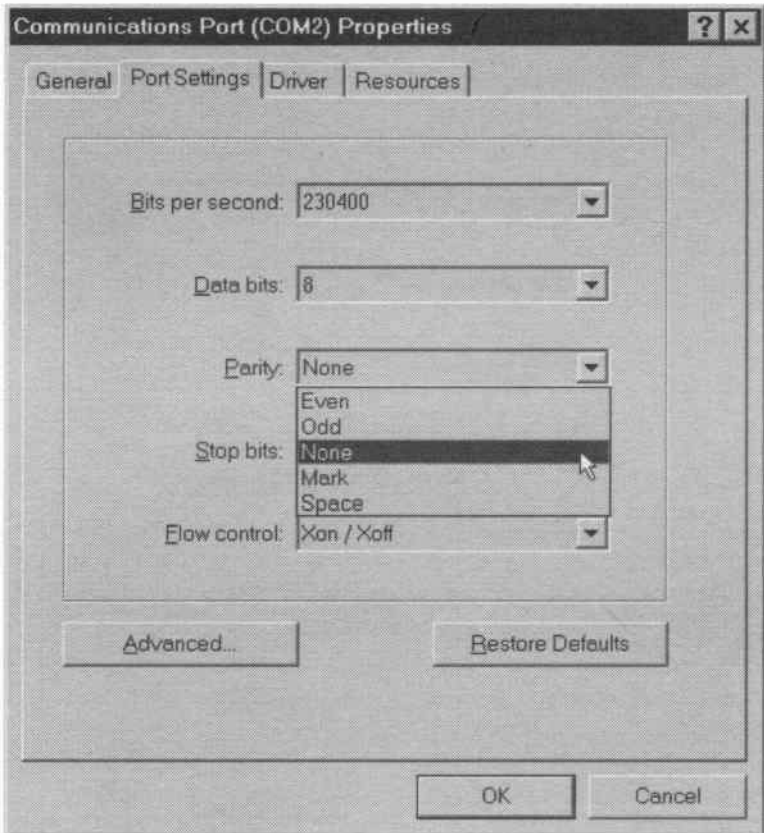 Communications Port (COM2) Properties ? ×
General Port Settings Driver Resources
Bits per second: 230400
Data bits: 8
Parity: None
Even
Odd
Stop bits: None
Mark
Space
Flow control: Xon / Xoff
Advanced... Restore Defaults
OK Cancel